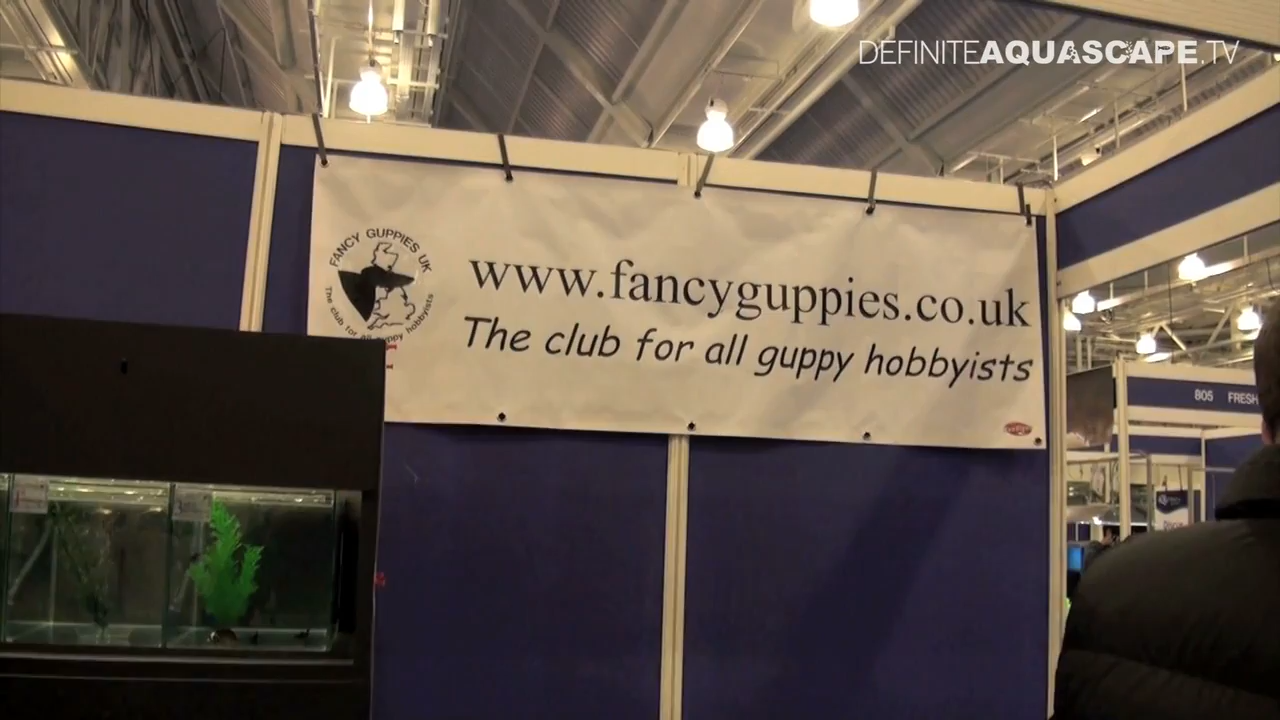 DEFINITEAQUASCAPE.TV
FANCY GUPPIES UK
The club for all guppy hobbyists
www.fancyguppies.co.uk
The club for all guppy hobbyists
805 FRESH